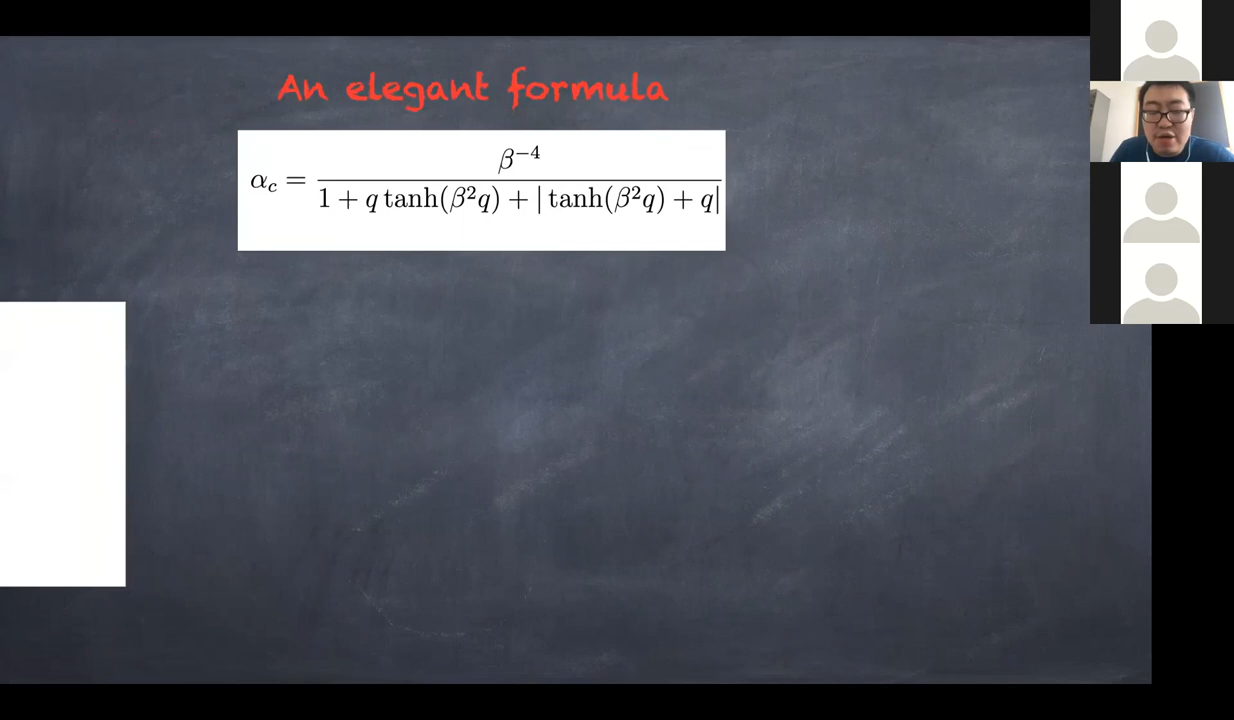 An elegant formula
α_c = β^{-4} / (1 + q tanh(β²q) + | tanh(β²q) + q|)